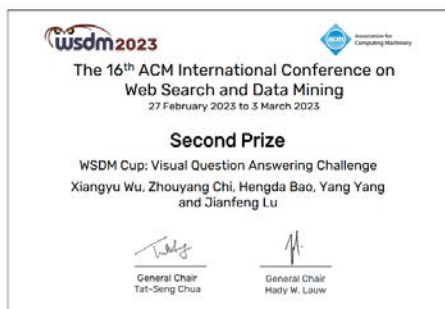 wsdm2023
acm Association for
Computing Machinery
The 16th ACM International Conference on
Web Search and Data Mining
27 February 2023 to 3 March 2023
Second Prize
WSDM Cup: Visual Question Answering Challenge
Xiangyu Wu, Zhouyang Chi, Hengda Bao, Yang Yang
and Jianfeng Lu
General Chair
Tat-Seng Chua
General Chair
Hady W. Lauw